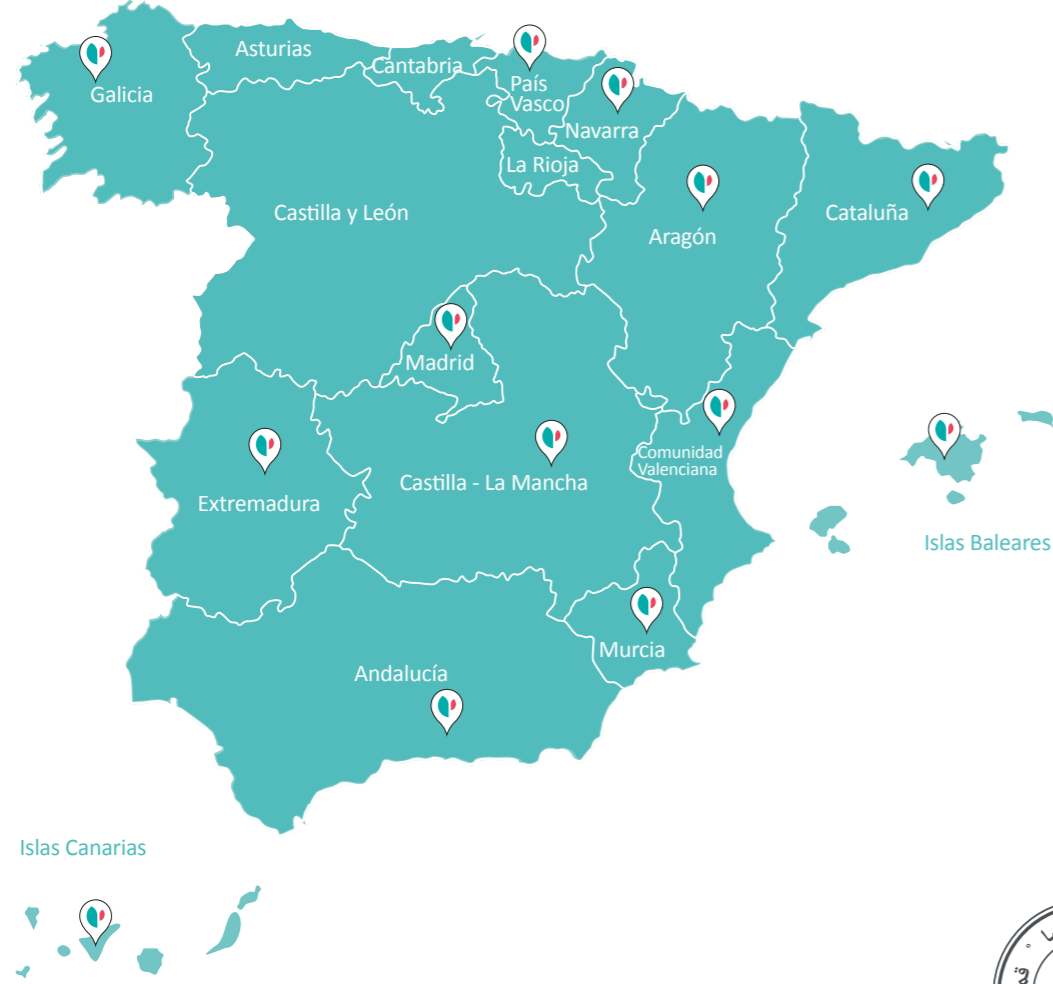 Asturias
Cantabria
País
Vasco
Galicia
Navarra
La Rioja
Castilla y León
Aragón
Cataluña
Madrid
Comunidad
Valenciana
Castilla - La Mancha
Extremadura
Islas Baleares
Murcia
Andalucía
Islas Canarias